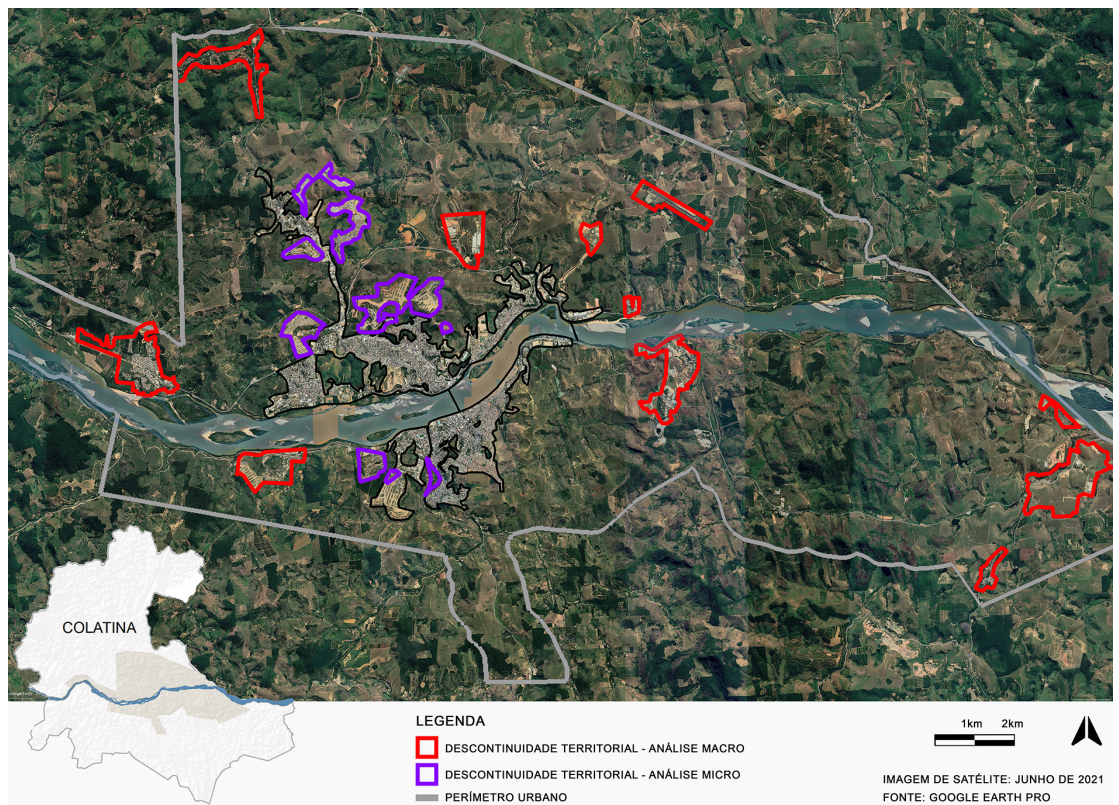 COLATINA
LEGENDA
DESCONTINUIDADE TERRITORIAL - ANÁLISE MACRO
DESCONTINUIDADE TERRITORIAL - ANÁLISE MICRO
PERÍMETRO URBANO
1km 2km
IMAGEM DE SATÉLITE: JUNHO DE 2021
FONTE: GOOGLE EARTH PRO